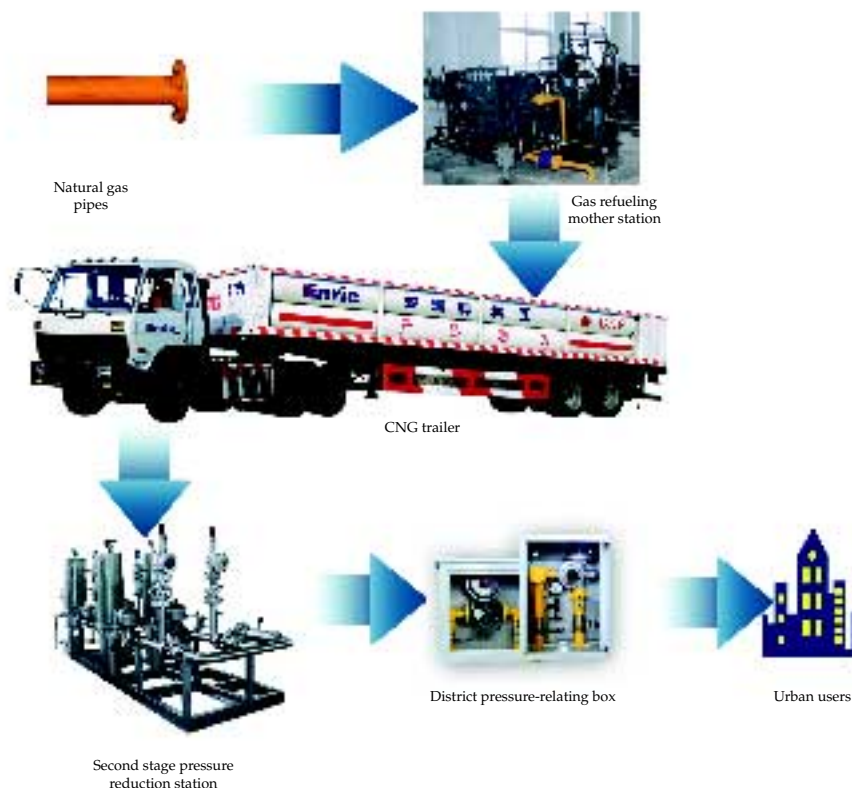 Natural gas
pipes
Gas refueling
mother station
Enric
CNG trailer
District pressure-relating box
Urban users
Second stage pressure
reduction station